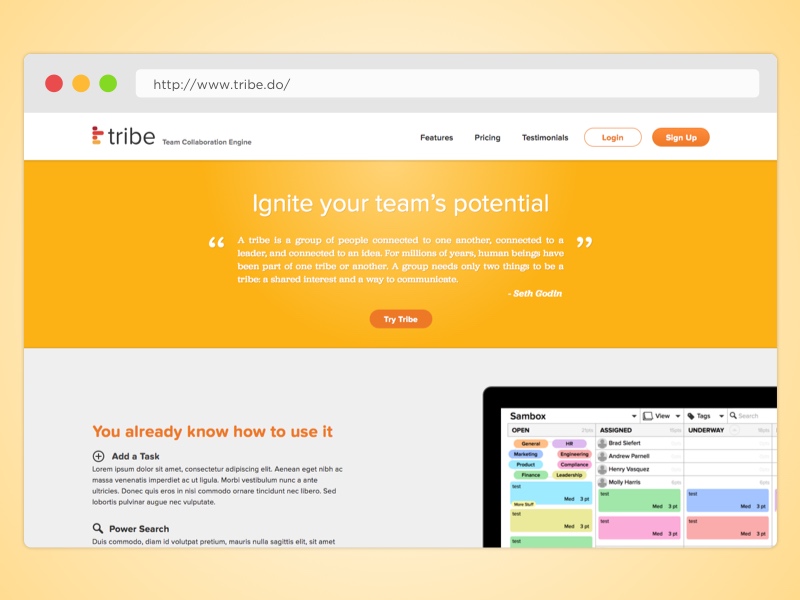 http://www.tribe.do/
tribe Team Collaboration Engine
Features Pricing Testimonials Login Sign Up
Ignite your team's potential
“ A tribe is a group of people connected to one another, connected to a ”
leader, and connected to an idea. For millions of years, human beings have
been part of one tribe or another. A group needs only two things to be a
tribe: a shared interest and a way to communicate.
- Seth Godin
Try Tribe
You already know how to use it
Add a Task
Lorem ipsum dolor sit amet, consectetur adipiscing elit. Aenean eget nibh ac
massa venenatis imperdiet ac ut ligula. Morbi vestibulum nunc a ante
ultricies. Donec quis eros in nisi commodo ornare tincidunt nec libero. Sed
lobortis pulvinar augue nec vulputate.
Power Search
Duis commodo, diam id volutpat pretium, mauris nulla sagittis elit, sit amet
Sambox View Tags Search
OPEN ASSIGNED UNDERWAY
General HR
Marketing Engineering
Product Compliance
Finance Leadership
test
Med 3 pt
More Stuff
test
Med 3 pt
test
Brad Siefert
Andrew Parnell
Henry Vasquez
Molly Harris
test
Med 3 pt
test
Med 3 pt
test
Med 3 pt
test
Med 3 pt